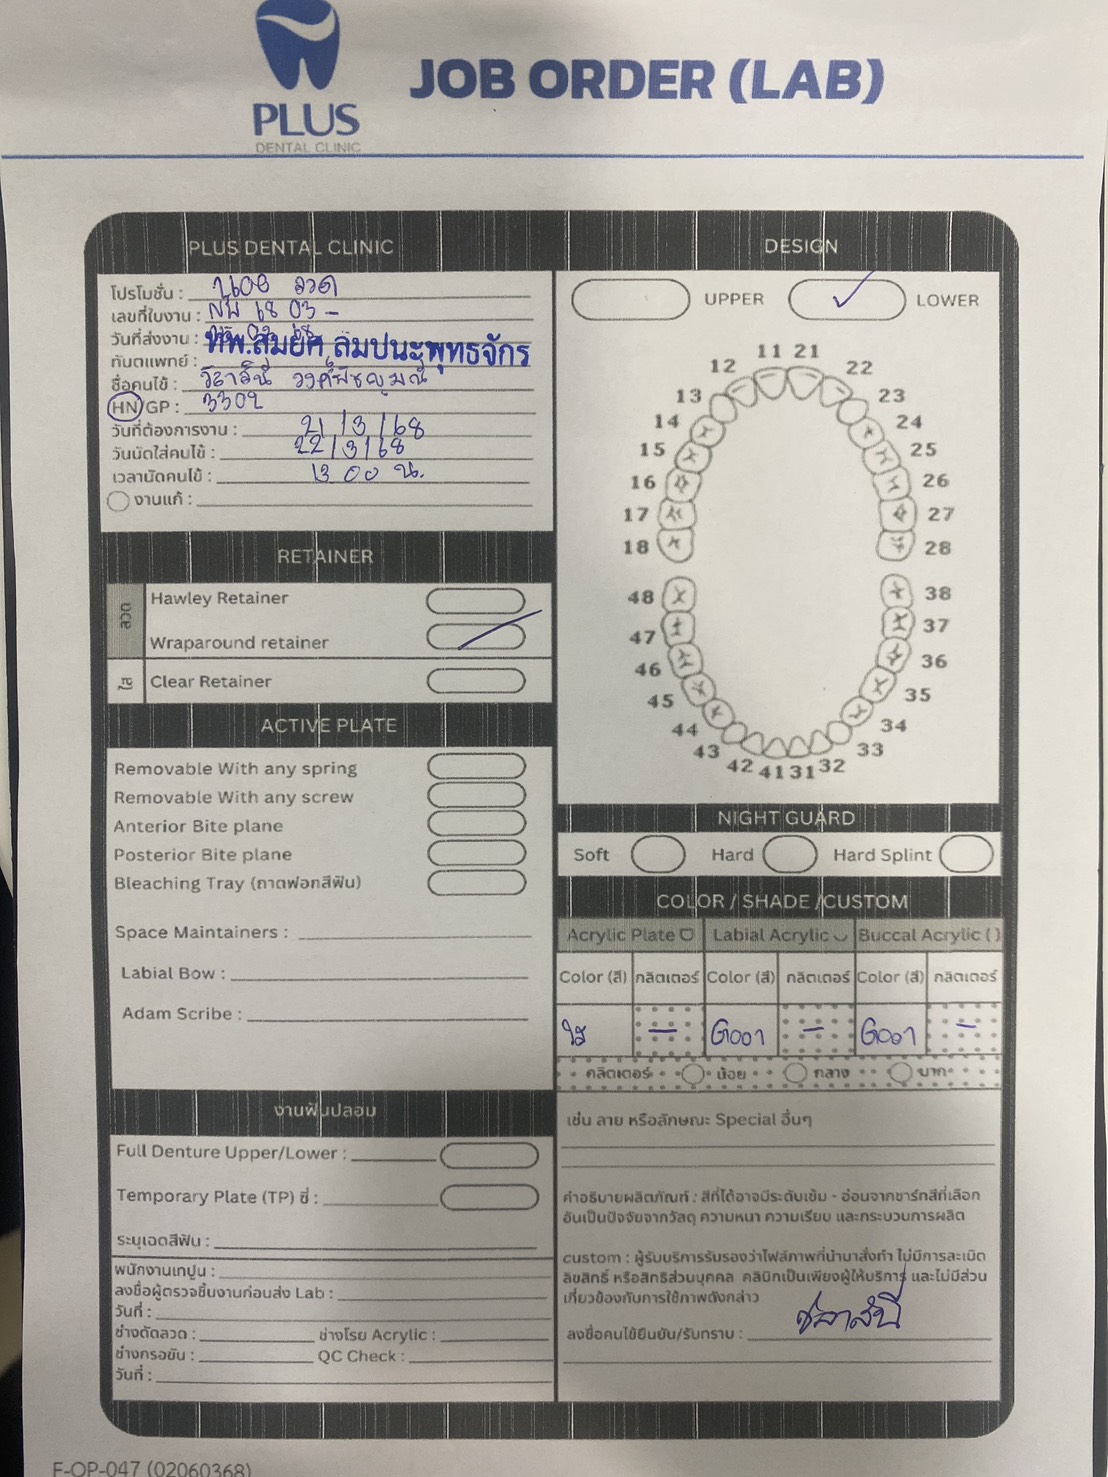 PLUS
DENTAL CLINIC
JOB ORDER (LAB)
PLUS DENTAL CLINIC
โปรโมชั่น :
เลขที่ใบงาน : 68 03 -
วันที่ส่งงาน :
ทันตแพทย์ : ทพ.สมยศ ลิมปนะพุทธจักร
ชื่อคนไข้ :
HN/GP : 3302
วันที่ต้องการงาน : 21 / 3 / 68
วันนัดใส่คนไข้ : 22 / 3 / 68
เวลานัดคนไข้ : 13 00 น.
งานแก้ :
DESIGN
UPPER
LOWER
11 21
12 22
13 23
14 24
15 25
16 26
17 27
18 28
48 38
47 37
46 36
45 35
44 34
43 33
42 41 31 32
RETAINER
ลวด
Hawley Retainer
Wraparound retainer
ใส
Clear Retainer
ACTIVE PLATE
Removable With any spring
Removable With any screw
Anterior Bite plane
Posterior Bite plane
Bleaching Tray (ถาดฟอกสีฟัน)
Space Maintainers :
Labial Bow :
Adam Scribe :
NIGHT GUARD
Soft Hard Hard Splint
COLOR / SHADE /CUSTOM
Acrylic Plate Labial Acrylic Buccal Acrylic ( )
Color (สี) กลิตเตอร์ Color (สี) กลิตเตอร์ Color (สี) กลิตเตอร์
ใส – – –
กลิตเตอร์ น้อย กลาง มาก
เช่น ลาย หรือลักษณะ Special อื่นๆ
งานฟันปลอม
Full Denture Upper/Lower :
Temporary Plate (TP) ซี่ :
ระบุเฉดสีฟัน :
พนักงานเทปูน :
ลงชื่อผู้ตรวจชิ้นงานก่อนส่ง Lab :
วันที่ :
ช่างดัดลวด : ช่างโรย Acrylic :
ช่างกรอขัน : QC Check :
วันที่ :
คำอธิบายผลิตภัณฑ์ : สีที่ได้อาจมีระดับเข้ม - อ่อนจากชาร์ทสีที่เลือก
อันเป็นปัจจัยจากวัสดุ ความหนา ความเรียบ และกระบวนการผลิต
custom : ผู้รับบริการรับรองว่าไฟล์ภาพที่นำมาสั่งทำ ไม่มีการละเมิด
ลิขสิทธิ์ หรือสิทธิส่วนบุคคล คลินิกเป็นเพียงผู้ให้บริการ และไม่มีส่วน
เกี่ยวข้องกับการใช้ภาพดังกล่าว
ลงชื่อคนไข้ยืนยัน/รับทราบ :
F-OP-047 (02060368)